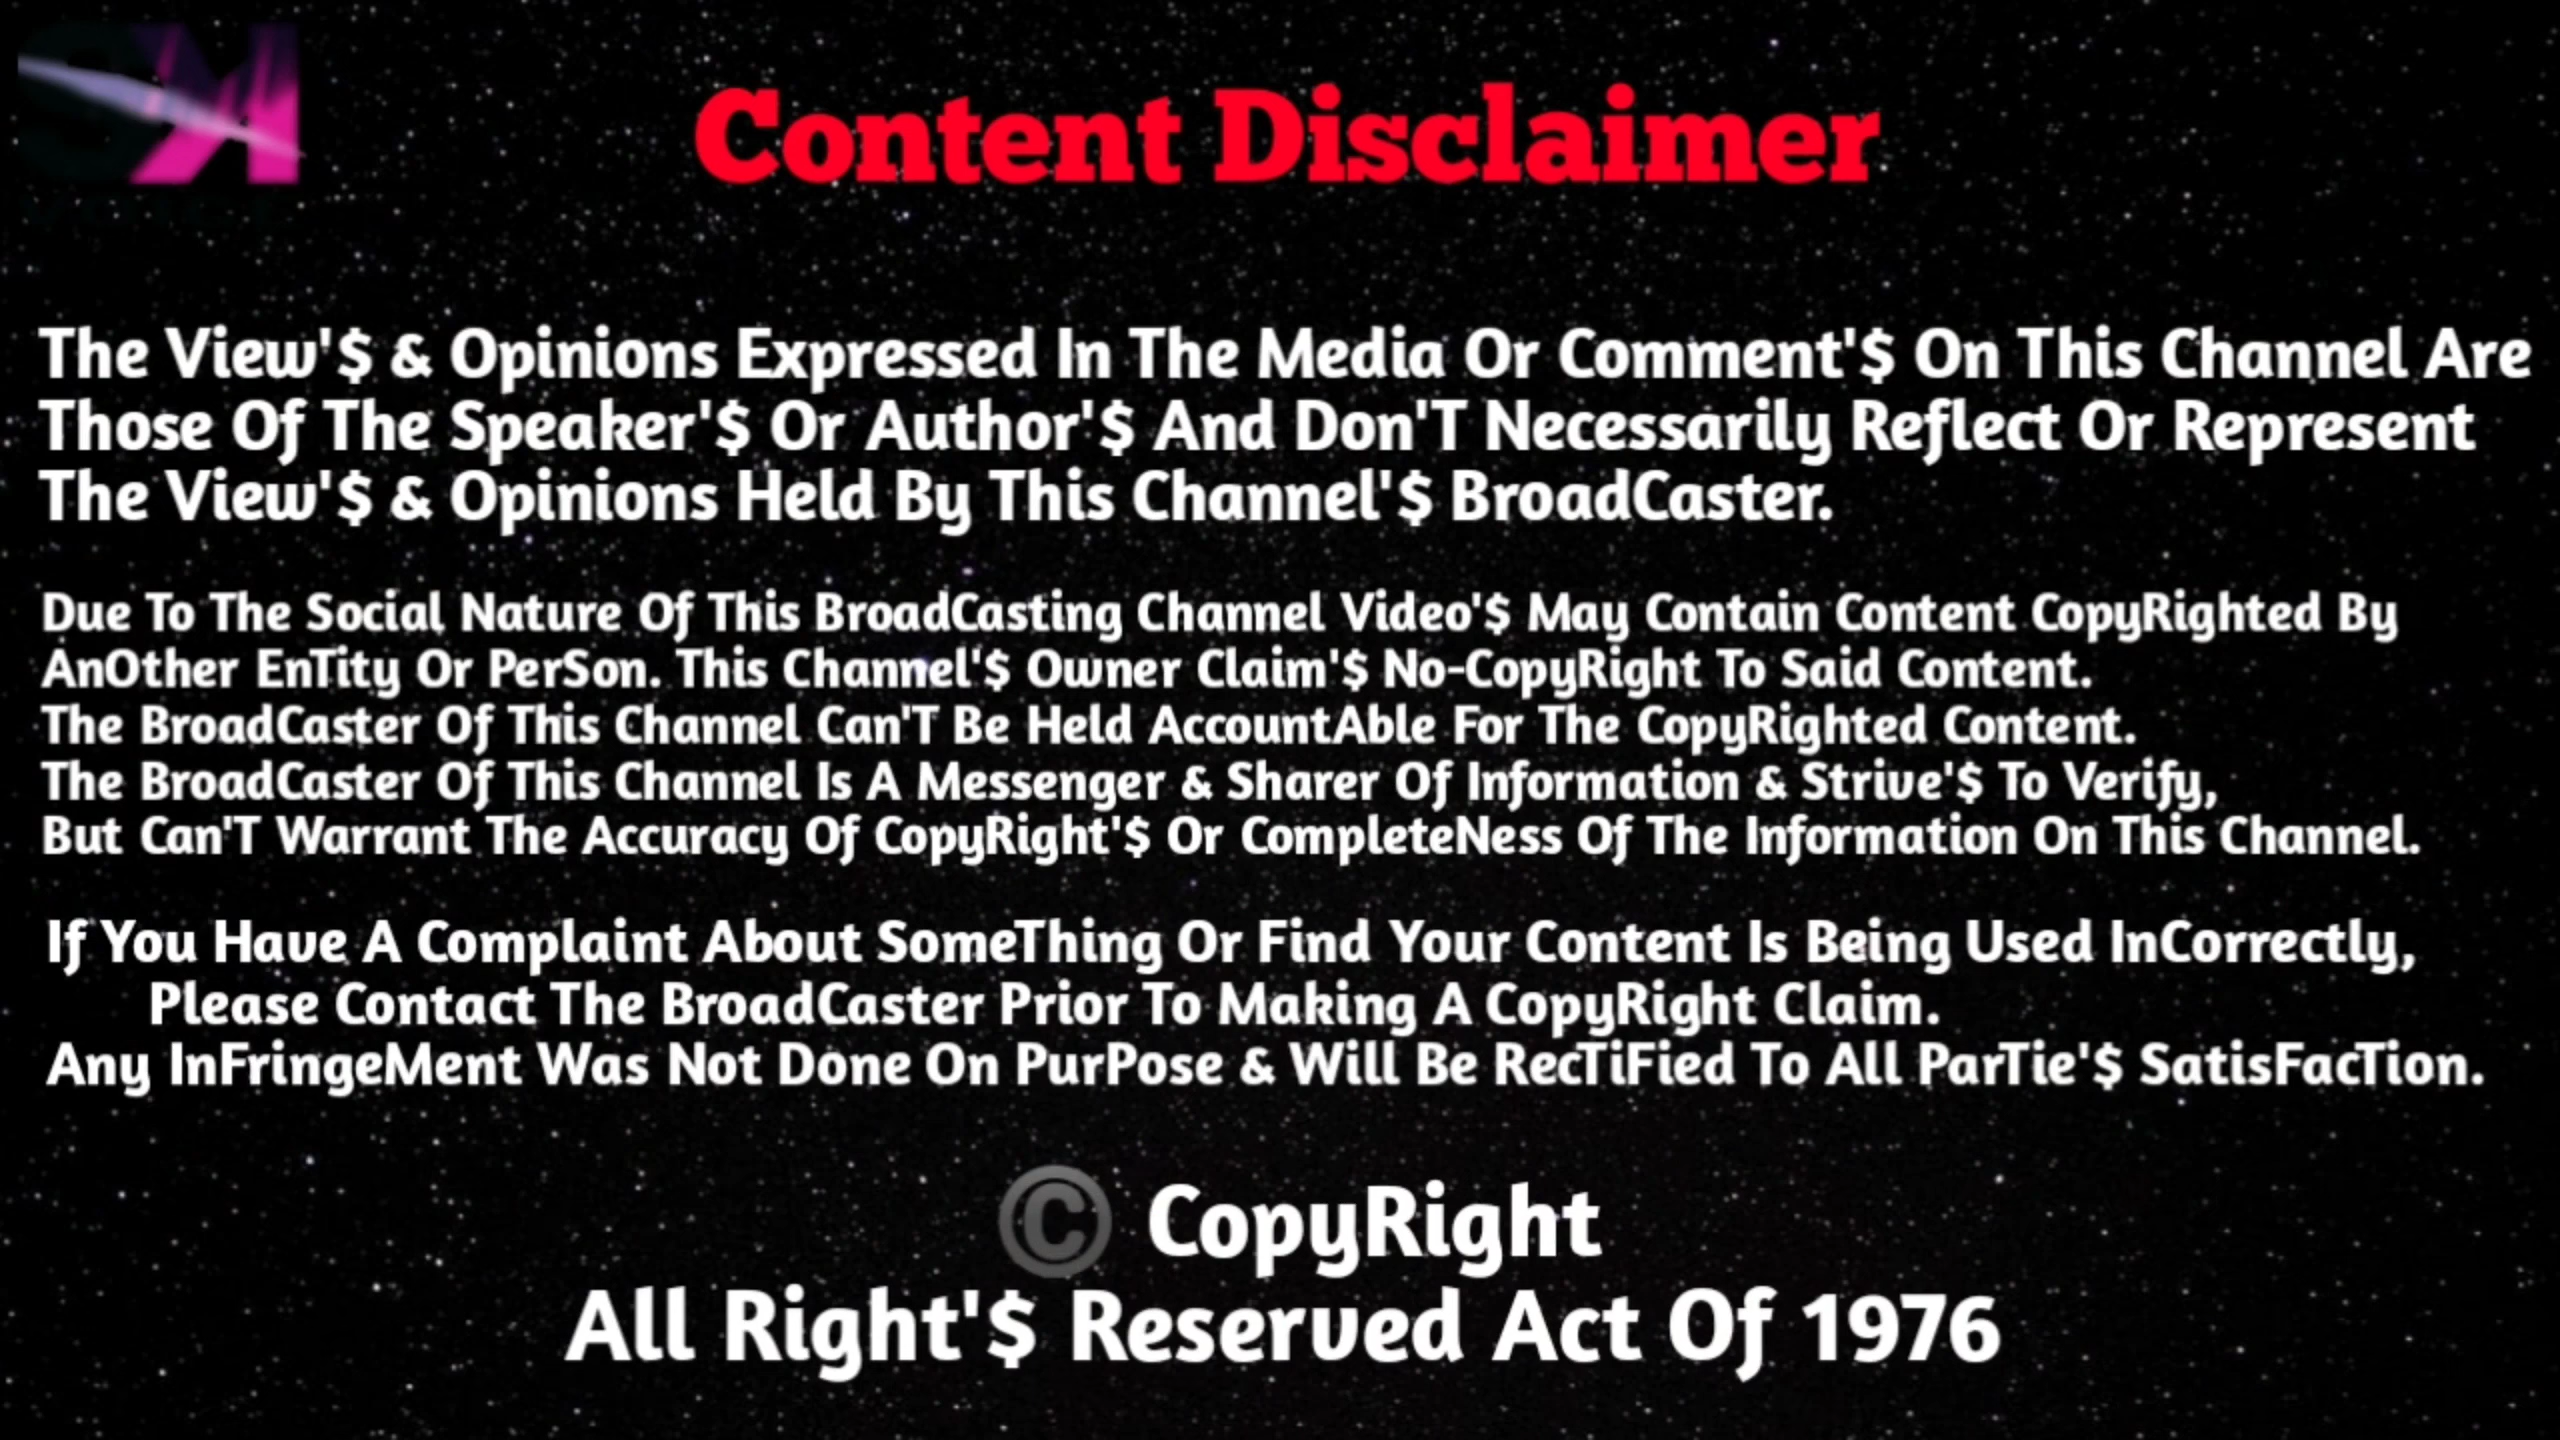 Content Disclaimer
The View'$ & Opinions Expressed In The Media Or Comment'$ On This Channel Are
Those Of The Speaker'$ Or Author'$ And Don'T Necessarily Reflect Or Represent
The View'$ & Opinions Held By This Channel'$ BroadCaster.
Due To The Social Nature Of This BroadCasting Channel Video'$ May Contain Content CopyRighted By
AnOther EnTity Or PerSon. This Channel'$ Owner Claim'$ No-CopyRight To Said Content.
The BroadCaster Of This Channel Can'T Be Held AccountAble For The CopyRighted Content.
The BroadCaster Of This Channel Is A Messenger & Sharer Of Information & Strive'$ To Verify,
But Can'T Warrant The Accuracy Of CopyRight'$ Or CompleteNess Of The Information On This Channel.
If You Have A Complaint About SomeThing Or Find Your Content Is Being Used InCorrectly,
Please Contact The BroadCaster Prior To Making A CopyRight Claim.
Any InFringeMent Was Not Done On PurPose & Will Be RecTiFied To All ParTie'$ SatisFacTion.
© CopyRight
All Right'$ Reserved Act Of 1976